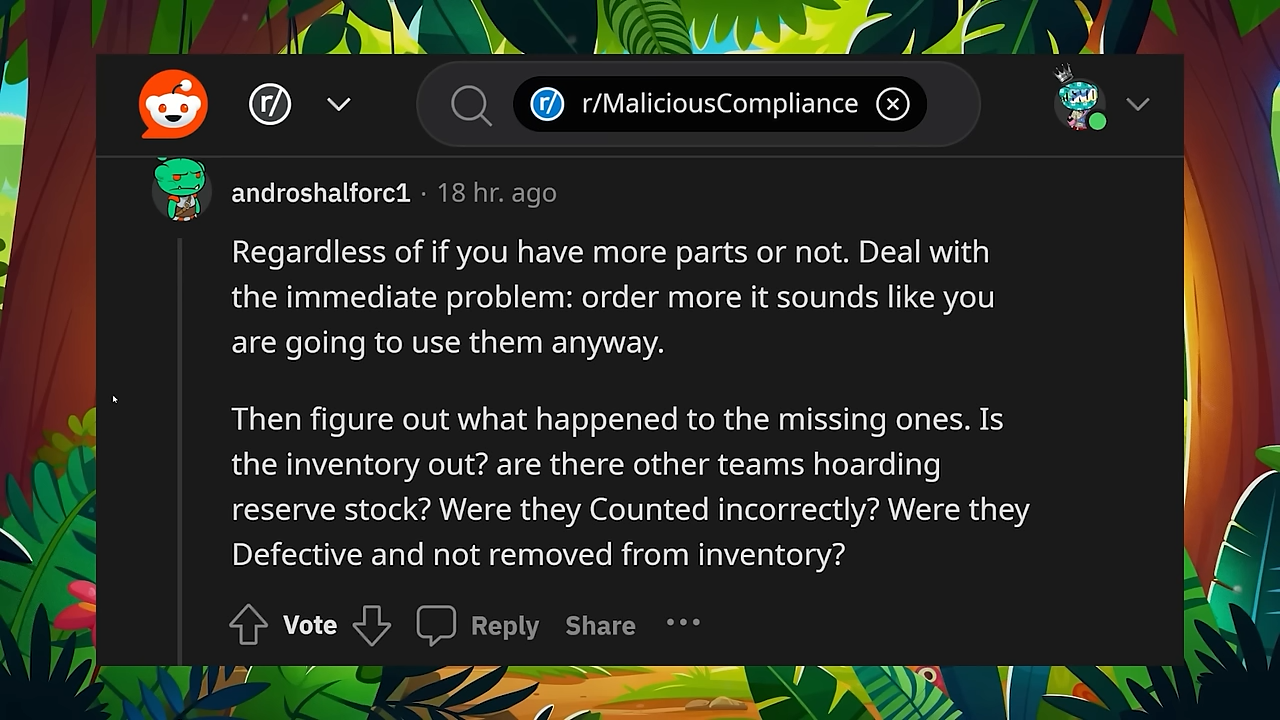 r/ r/ r/MaliciousCompliance
androshalforc1 · 18 hr. ago
Regardless of if you have more parts or not. Deal with
the immediate problem: order more it sounds like you
are going to use them anyway.
Then figure out what happened to the missing ones. Is
the inventory out? are there other teams hoarding
reserve stock? Were they Counted incorrectly? Were they
Defective and not removed from inventory?
Vote Reply Share